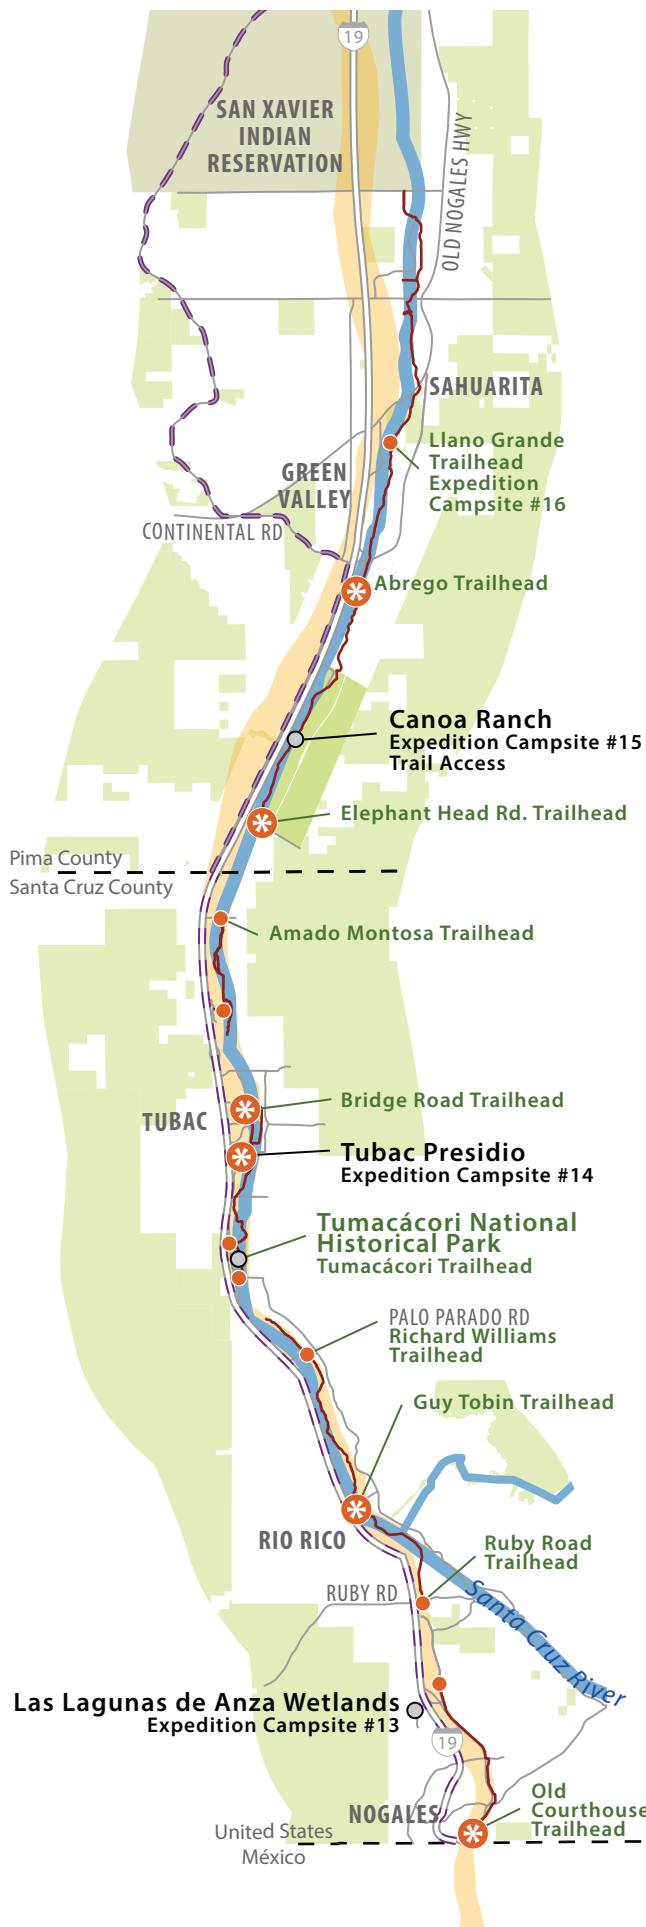 19
SAN XAVIER
INDIAN
RESERVATION
OLD NOGALES HWY
SAHUARITA
Llano Grande
Trailhead
Expedition
Campsite #16
GREEN
VALLEY
CONTINENTAL RD
Abrego Trailhead
Canoa Ranch
Expedition Campsite #15
Trail Access
Elephant Head Rd. Trailhead
Pima County
Santa Cruz County
Amado Montosa Trailhead
Bridge Road Trailhead
TUBAC
Tubac Presidio
Expedition Campsite #14
Tumacácori National
Historical Park
Tumacácori Trailhead
PALO PARADO RD
Richard Williams
Trailhead
Guy Tobin Trailhead
RIO RICO
Ruby Road
Trailhead
RUBY RD
Santa Cruz River
Las Lagunas de Anza Wetlands
Expedition Campsite #13
19
NOGALES
Old
Courthouse
Trailhead
United States
México